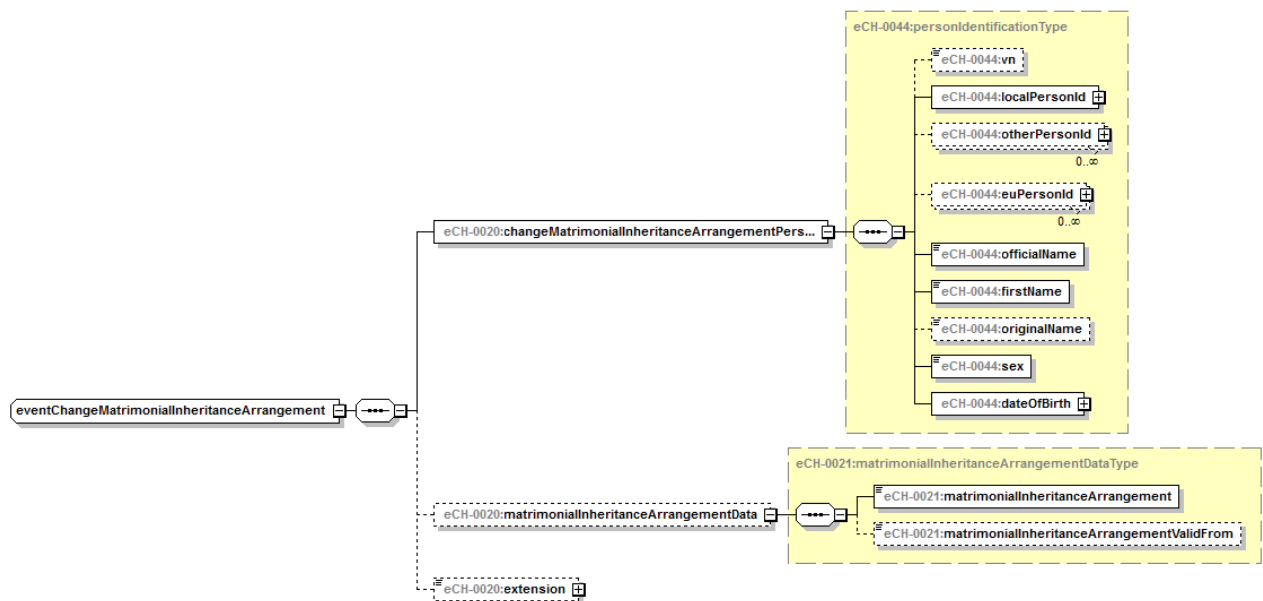 eCH-0044:personIdentificationType
eCH-0044:vn
eCH-0044:localPersonId
eCH-0044:otherPersonId
0..∞
eCH-0044:euPersonId
0..∞
eCH-0020:changeMatrimonialInheritanceArrangementPers...
eCH-0044:officialName
eCH-0044:firstName
eCH-0044:originalName
eCH-0044:sex
eCH-0044:dateOfBirth
eventChangeMatrimonialInheritanceArrangement
eCH-0021:matrimonialInheritanceArrangementDataType
eCH-0021:matrimonialInheritanceArrangement
eCH-0020:matrimonialInheritanceArrangementData
eCH-0021:matrimonialInheritanceArrangementValidFrom
eCH-0020:extension